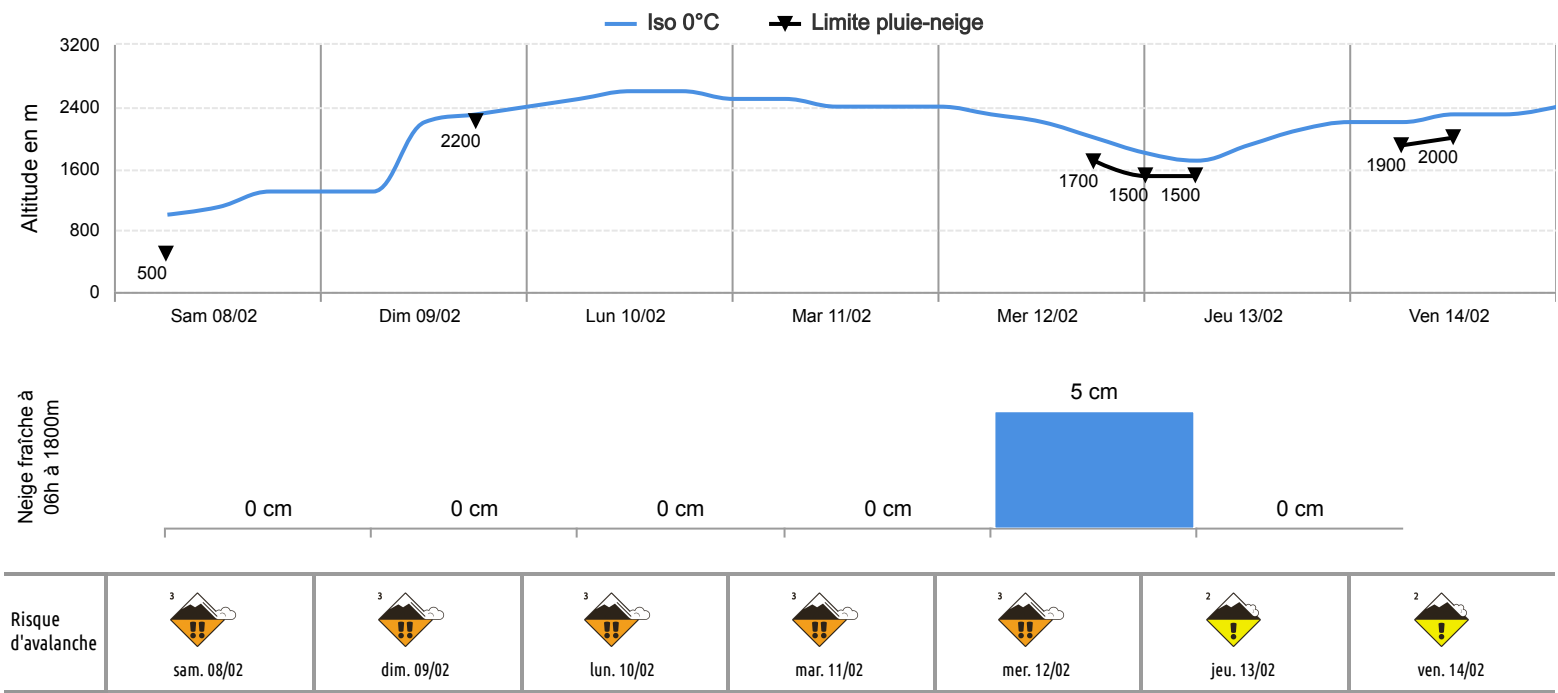 Iso 0°C Limite pluie-neige
Altitude en m
3200
2400
1600
800
0
500
2200
1700
1500
1500
1900
2000
Sam 08/02 Dim 09/02 Lun 10/02 Mar 11/02 Mer 12/02 Jeu 13/02 Ven 14/02
Neige fraîche à
06h à 1800m
0 cm 0 cm 0 cm 0 cm 5 cm 0 cm
Risque
d'avalanche
3 3 3 3 3 2 2
!! !! !! !! !! ! !
sam. 08/02 dim. 09/02 lun. 10/02 mar. 11/02 mer. 12/02 jeu. 13/02 ven. 14/02